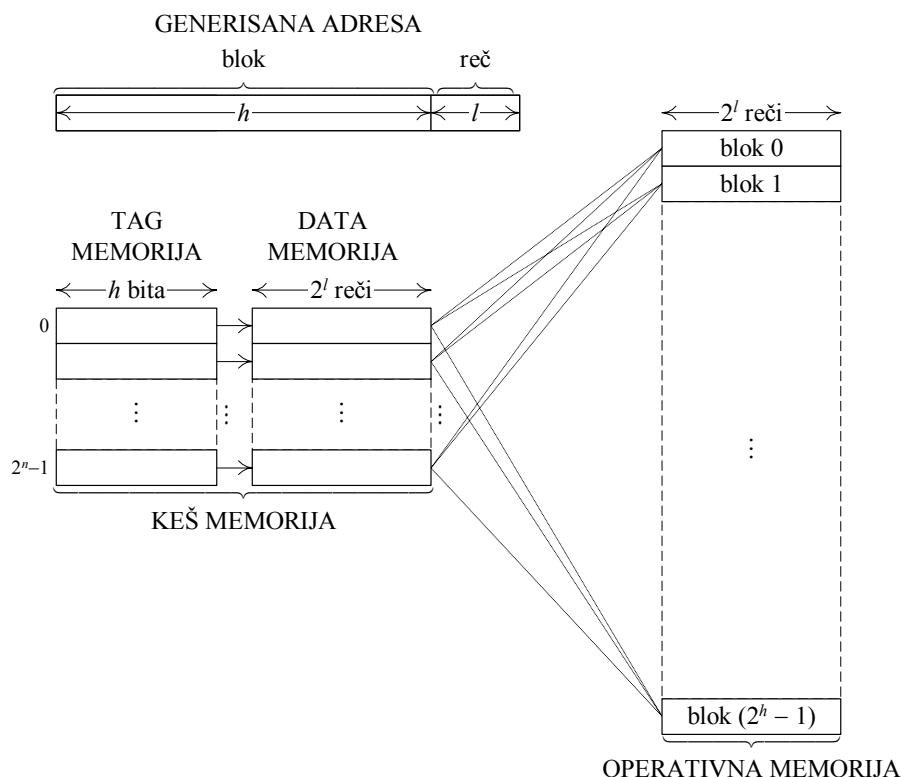 GENERISANA ADRESA
blok reč
h l
2^l reči
blok 0
blok 1
TAG MEMORIJA
DATA MEMORIJA
h bita 2^l reči
0
⋮ ⋮ ⋮ ⋮
⋮
2^n–1
KEŠ MEMORIJA
blok (2^h – 1)
OPERATIVNA MEMORIJA